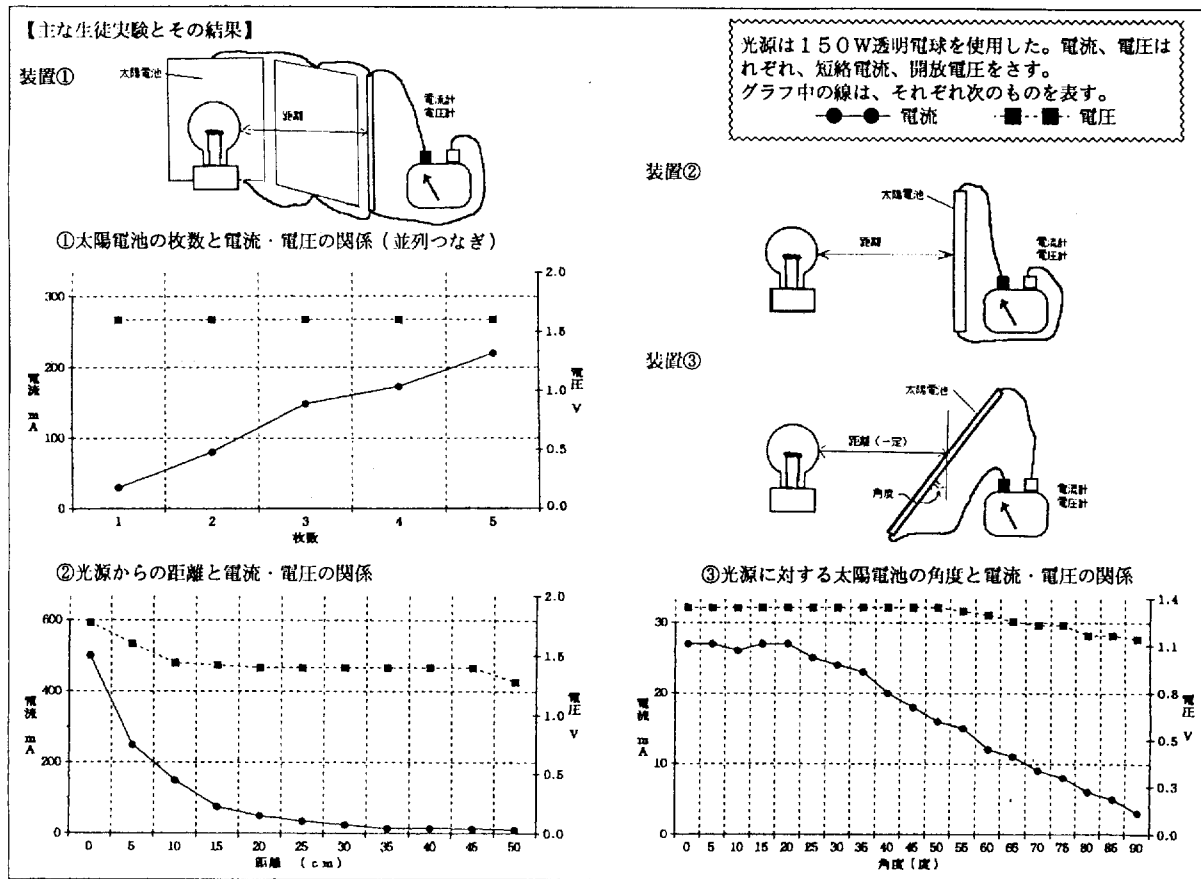 【主な生徒実験とその結果】
装置①
太陽電池
距離
電流計
電圧計
光源は150W透明電球を使用した。電流、電圧は
れぞれ、短絡電流、開放電圧をさす。
グラフ中の線は、それぞれ次のものを表す。
電流 電圧
装置②
太陽電池
距離
電流計
電圧計
①太陽電池の枚数と電流・電圧の関係(並列つなぎ)
300
200
100
0
電流 mA
2.0
1.5
1.0
0.5
0.0
電圧 V
1 2 3 4 5
枚数
装置③
太陽電池
距離(一定)
角度
電流計
電圧計
②光源からの距離と電流・電圧の関係
600
400
200
0
電流 mA
2.0
1.5
1.0
0.5
0.0
電圧 V
0 5 10 15 20 25 30 35 40 45 50
距離 (cm)
③光源に対する太陽電池の角度と電流・電圧の関係
30
20
10
0
電流 mA
1.4
1.1
0.8
0.5
0.3
0.0
電圧 V
0 5 10 15 20 25 30 35 40 45 50 55 60 65 70 75 80 85 90
角度(度)